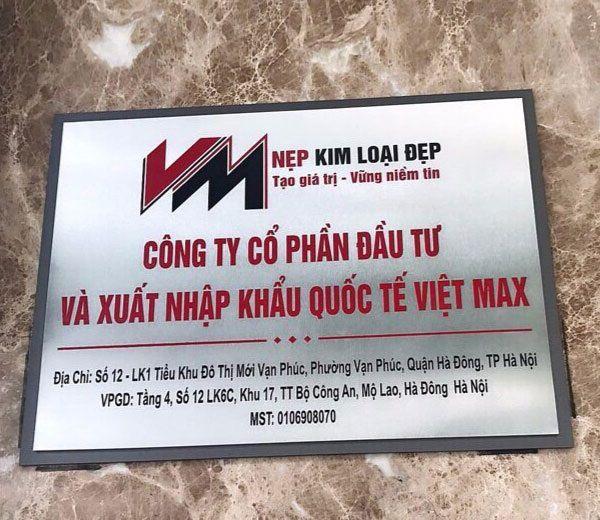 VM
NẸP KIM LOẠI ĐẸP
Tạo giá trị - Vững niềm tin
CÔNG TY CỔ PHẦN ĐẦU TƯ
VÀ XUẤT NHẬP KHẨU QUỐC TẾ VIỆT MAX
Địa Chỉ: Số 12 - LK1 Tiểu Khu Đô Thị Mới Vạn Phúc, Phường Vạn Phúc, Quận Hà Đông, TP Hà Nội
VPGD: Tầng 4, Số 12 LK6C, Khu 17, TT Bộ Công An, Mộ Lao, Hà Đông Hà Nội
MST: 0106908070